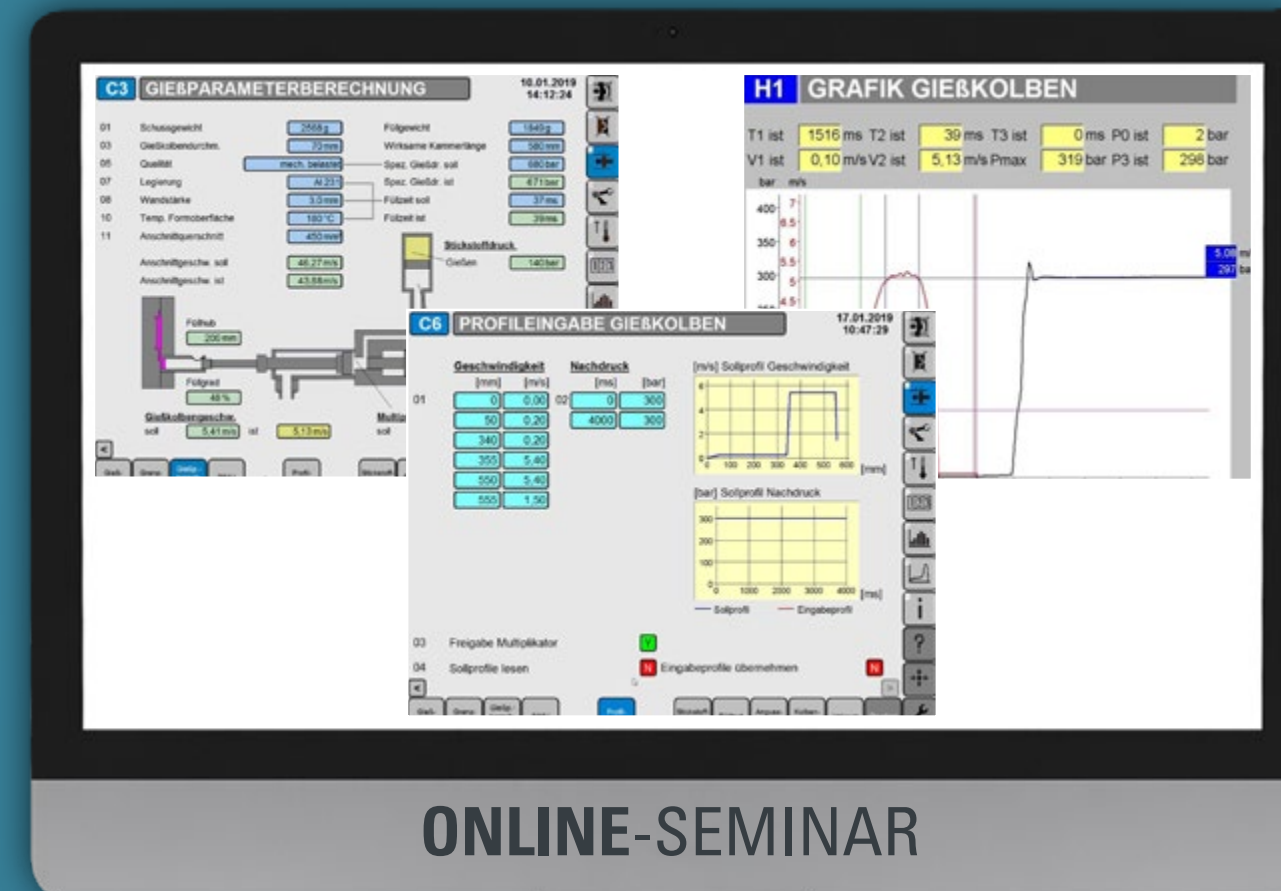 C3 GIEßPARAMETERBERECHNUNG 10.01.2019
14:12:24
01 Schussgewicht 2568 g Füllgewicht 1849 g
03 Gießkolbendurchm. 70 mm Wirksame Kammerlänge 580 mm
05 Qualität mech. belastet Spez. Gießdr. soll 680 bar
07 Legierung Al 231 Spez. Gießdr. ist 671 bar
08 Wandstärke 3,0 mm Füllzeit soll 37 ms
10 Temp. Formoberfläche 180 °C Füllzeit ist 39 ms
11 Anschnittquerschnitt 450 mm²
Stickstoffdruck
Anschnittgeschw. soll 46,27 m/s Gießen 140 bar
Anschnittgeschw. ist 43,88 m/s
Füllhub
200 mm
Füllgrad
48 %
Gießkolbengeschw.
soll 5,41 m/s ist 5,13 m/s soll
<
H1 GRAFIK GIEßKOLBEN
T1 ist 1516 ms T2 ist 39 ms T3 ist 0 ms P0 ist 2 bar
V1 ist 0,10 m/s V2 ist 5,13 m/s Pmax 319 bar P3 ist 298 bar
bar m/s
7
400
6.5
350 6
5.5
300 5
4.5
5,08
297
C6 PROFILEINGABE GIEßKOLBEN 17.01.2019
10:47:29
Geschwindigkeit Nachdruck
[mm] [m/s] [ms] [bar]
01 0 0,00 02 0 300
50 0,20 4000 300
340 0,20
355 5,40
550 5,40
555 1,50
[m/s] Sollprofil Geschwindigkeit
6
4
2
0
0 100 200 300 400 500 600 [mm]
[bar] Sollprofil Nachdruck
300
200
100
0
0 1000 2000 3000 4000 [ms]
Sollprofil Eingabeprofil
03 Freigabe Multiplikator Y
04 Sollprofile lesen N Eingabeprofile übernehmen N
< >
i
?
ONLINE-SEMINAR